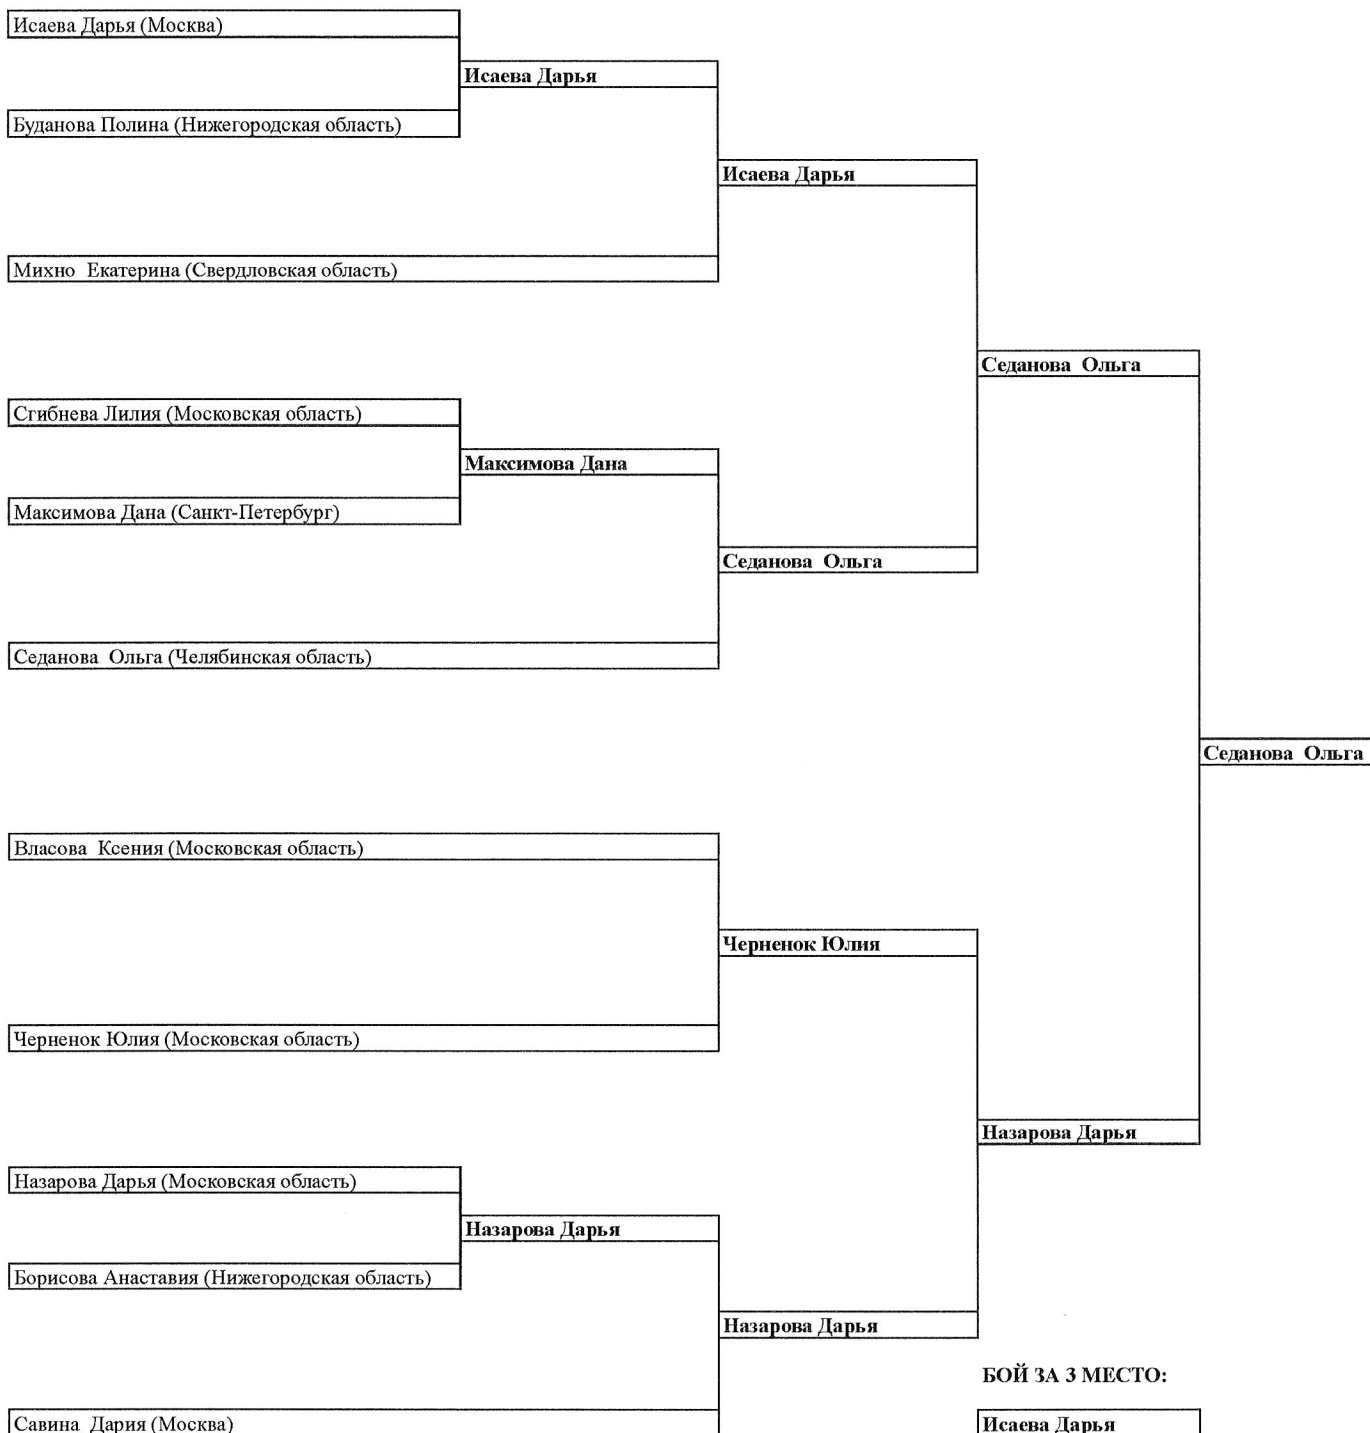 Исаева Дарья (Москва)
Исаева Дарья
Буданова Полина (Нижегородская область)
Исаева Дарья
Михно  Екатерина (Свердловская область)
Седанова  Ольга
Сгибнева Лилия (Московская область)
Максимова Дана
Максимова Дана (Санкт-Петербург)
Седанова  Ольга
Седанова  Ольга (Челябинская область)
Седанова  Ольга
Власова  Ксения (Московская область)
Черненок Юлия
Черненок Юлия (Московская область)
Назарова Дарья
Назарова Дарья (Московская область)
Назарова Дарья
Борисова Анаставия (Нижегородская область)
Назарова Дарья
БОЙ ЗА 3 МЕСТО:
Савина  Дария (Москва)
Исаева Дарья